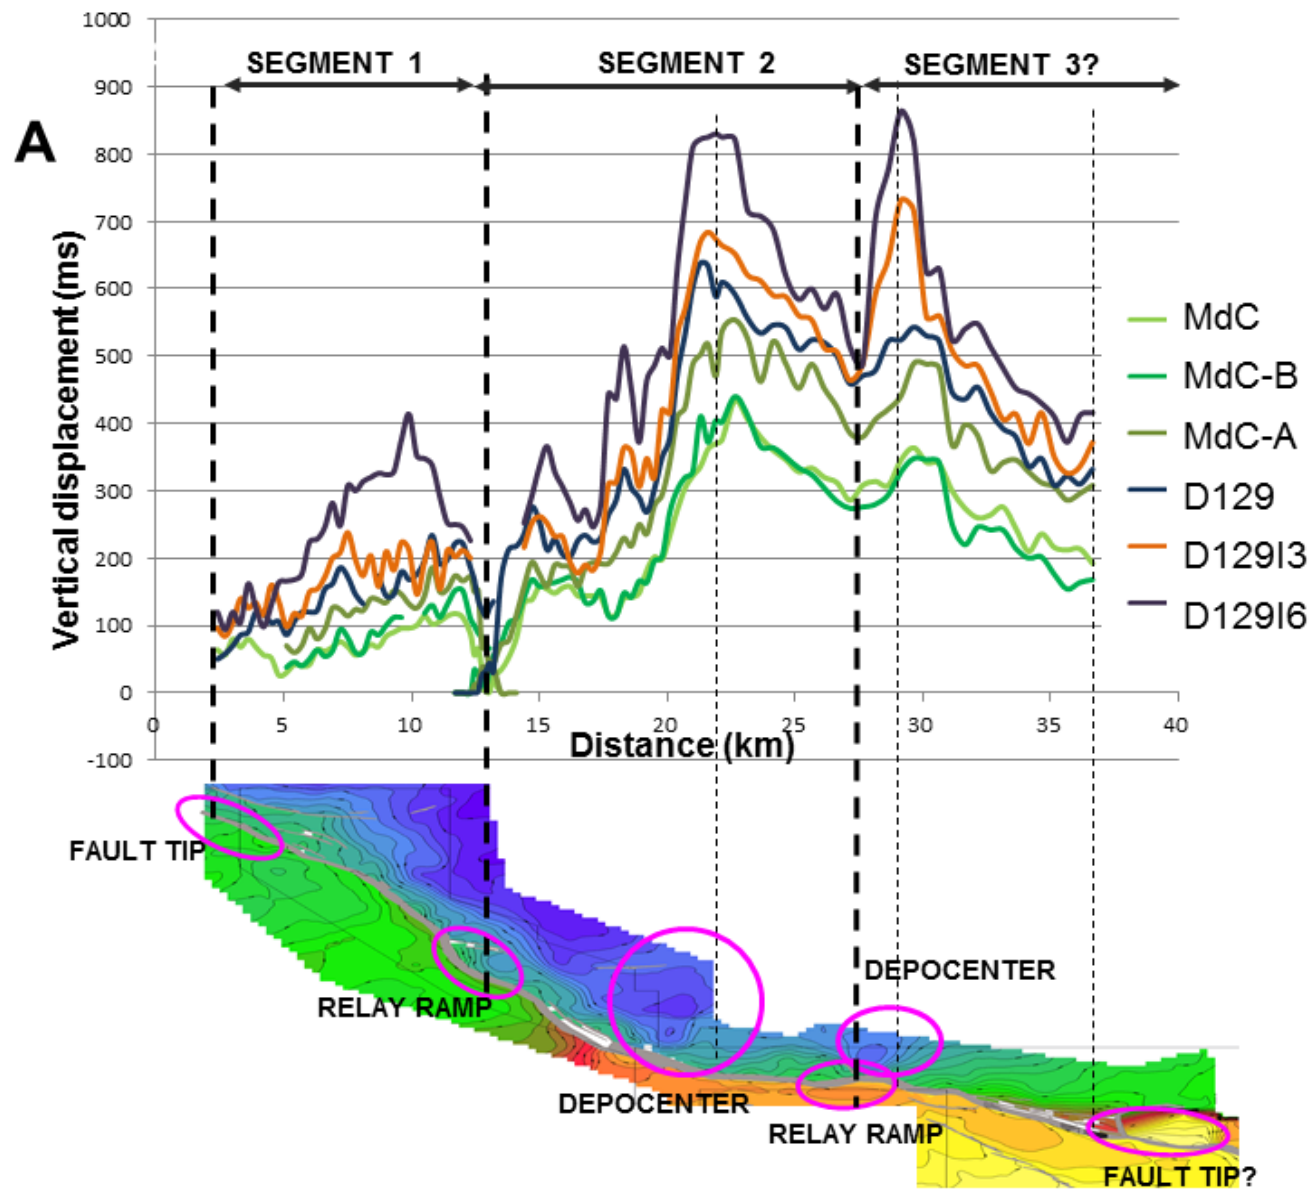 1000
SEGMENT 1
SEGMENT 2
SEGMENT 3?
900
A
800
700
600
500
400
300
200
100
0
-100
Vertical displacement (ms)
0 5 10 15 20 25 30 35 40
Distance (km)
MdC
MdC-B
MdC-A
D129
D129I3
D129I6
FAULT TIP
RELAY RAMP
DEPOCENTER
DEPOCENTER
RELAY RAMP
FAULT TIP?